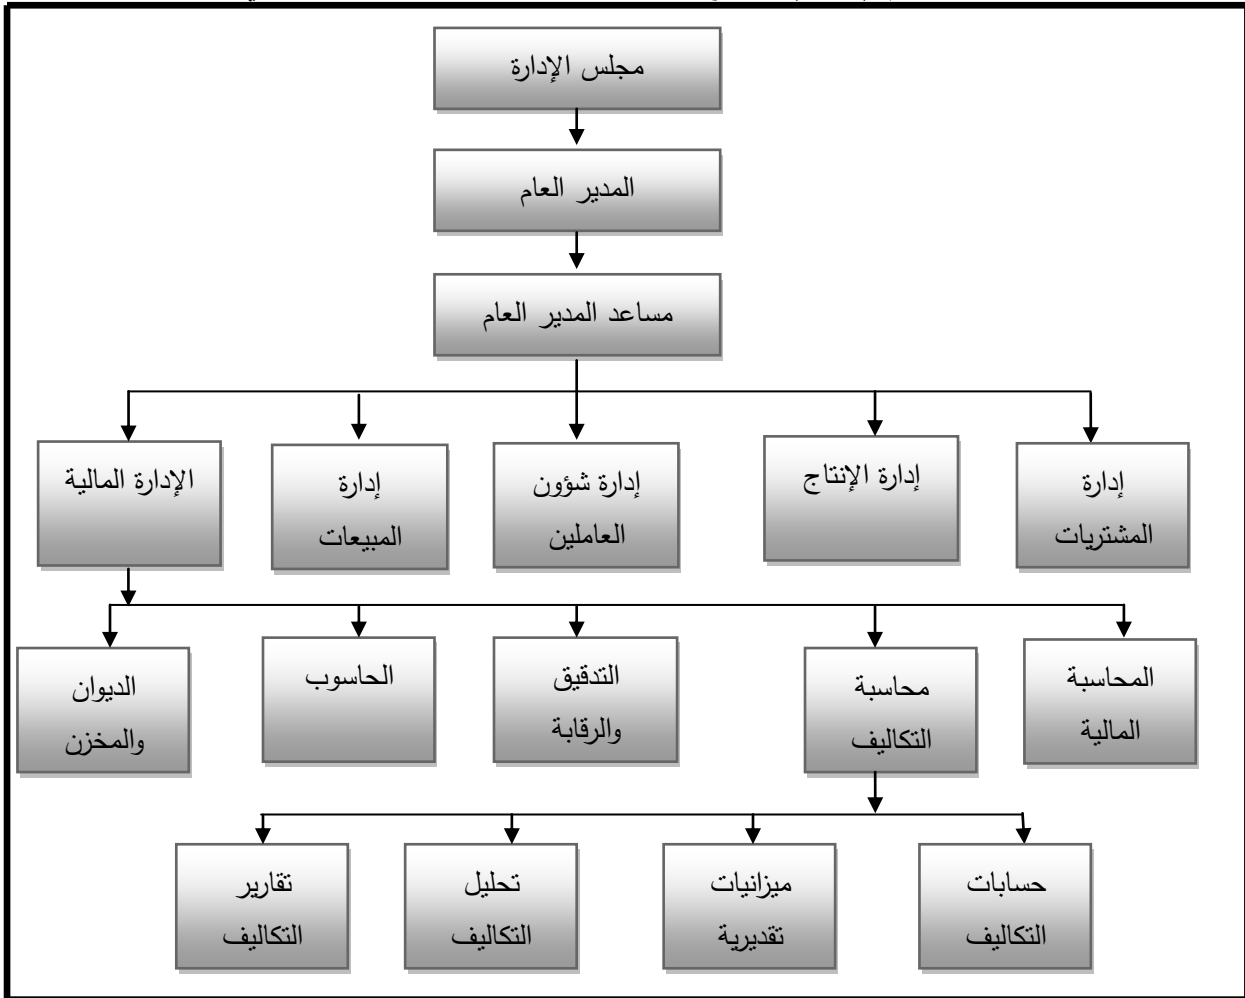 مجلس الإدارة
المدير العام
مساعد المدير العام
إدارة
المشتريات
إدارة الإنتاج
إدارة شؤون
العاملين
إدارة
المبيعات
الإدارة المالية
المحاسبة
المالية
محاسبة
التكاليف
التدقيق
والرقابة
الحاسوب
الديوان
والمخزن
حسابات
التكاليف
ميزانيات
تقديرية
تحليل
التكاليف
تقارير
التكاليف